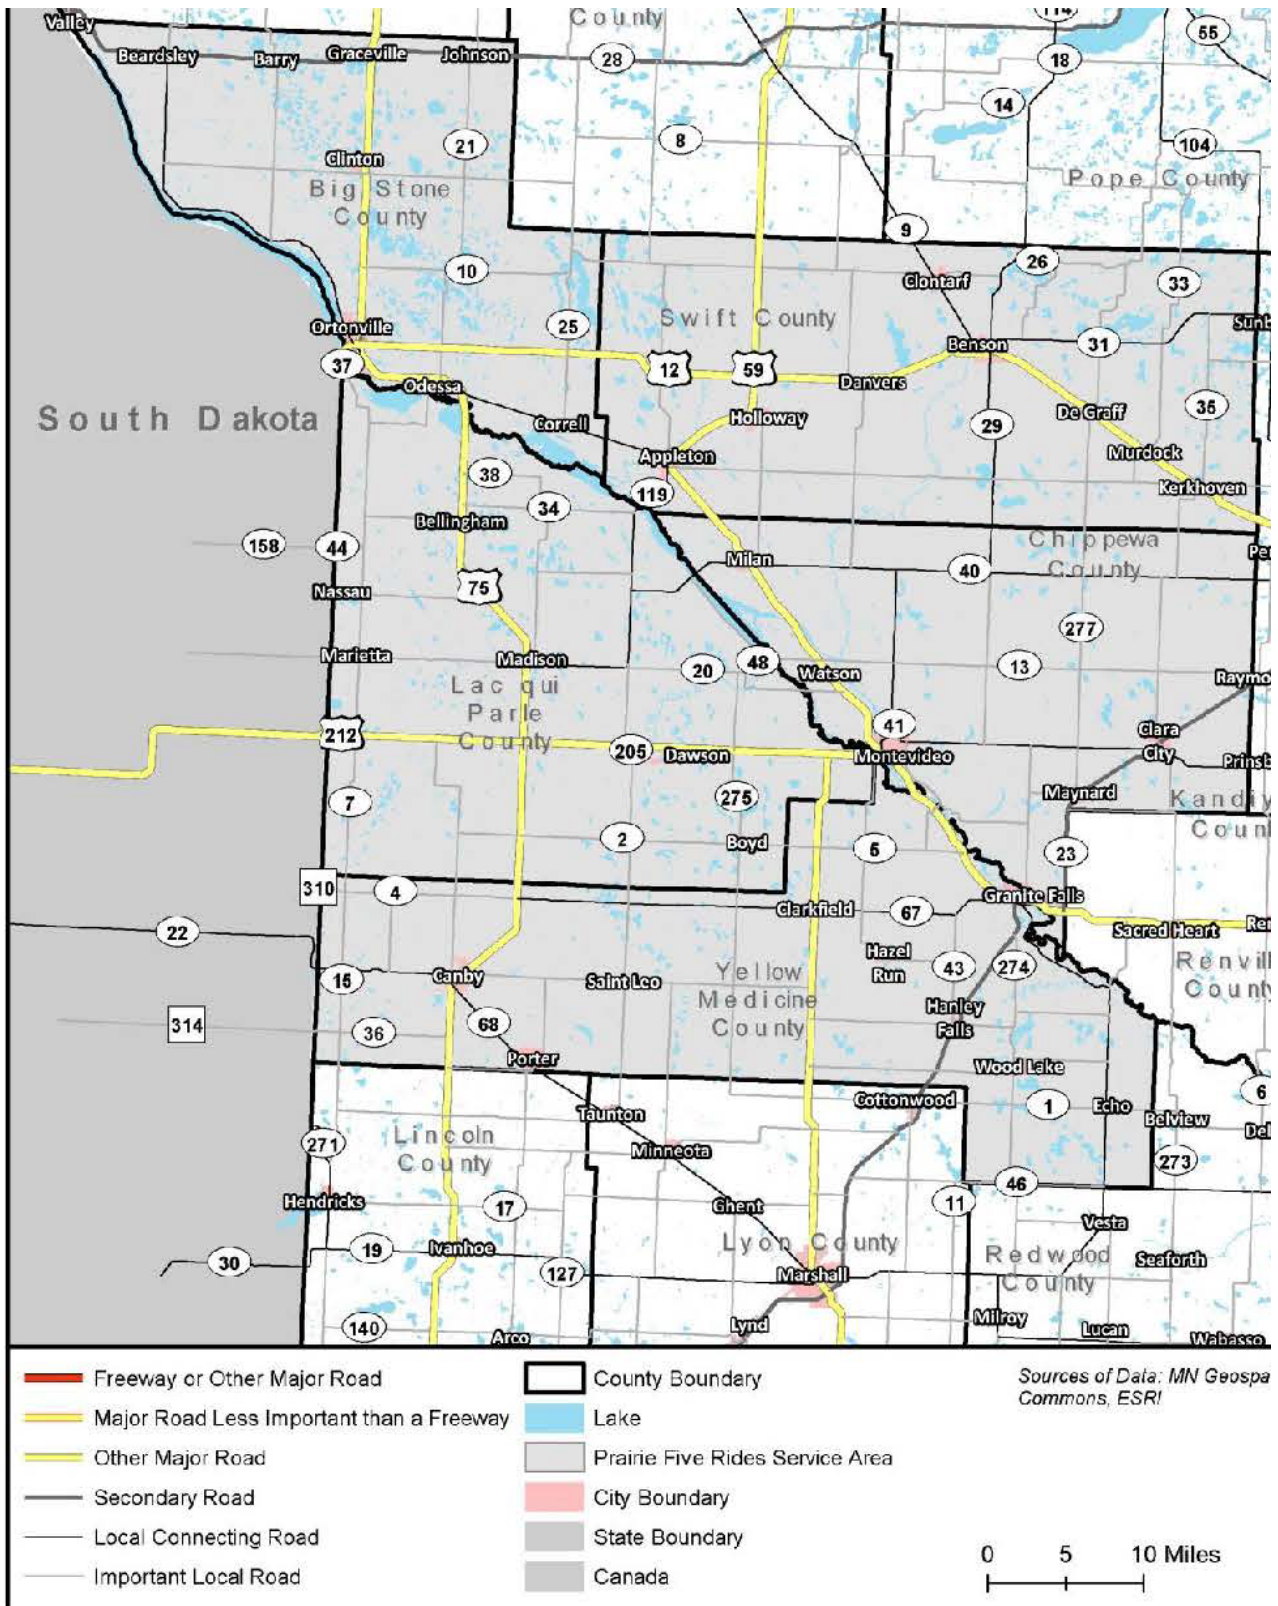 County
Valley
Beardsley
Barry
Graceville
Johnson
28
114
18
55
14
21
8
104
Clinton
Big Stone
County
Pope County
9
10
26
Clontarf
33
Ortonville
25
Swift County
Benson
31
37
12
59
Odessa
Danvers
South Dakota
Correll
Holloway
29
De Graff
35
Murdock
Appleton
38
119
Kerkhoven
34
Bellingham
158
44
Milan
40
Chippewa
County
75
Nassau
277
Marietta
Madison
20
48
Watson
13
Lac qui
Parle
County
41
212
205
Dawson
Montevideo
Clara
City
7
275
Maynard
2
Boyd
5
23
310
4
Clarkfield
67
Granite Falls
Sacred Heart
22
15
Canby
Saint Leo
Yellow
Medicine
County
Hazel
Run
43
274
314
36
68
Hanley
Falls
Porter
Wood Lake
Taunton
Cottonwood
1
Echo
Belview
6
271
Lincoln
County
Minneota
273
Hendricks
17
Ghent
11
46
Vesta
30
19
Ivanhoe
127
Lyon County
Marshall
Redwood
County
Seaforth
140
Arco
Lynd
Milroy
Lucan
Wabasso
Freeway or Other Major Road
Major Road Less Important than a Freeway
Other Major Road
Secondary Road
Local Connecting Road
Important Local Road
County Boundary
Lake
Prairie Five Rides Service Area
City Boundary
State Boundary
Canada
Sources of Data: MN Geospa
Commons, ESRI
0 5 10 Miles